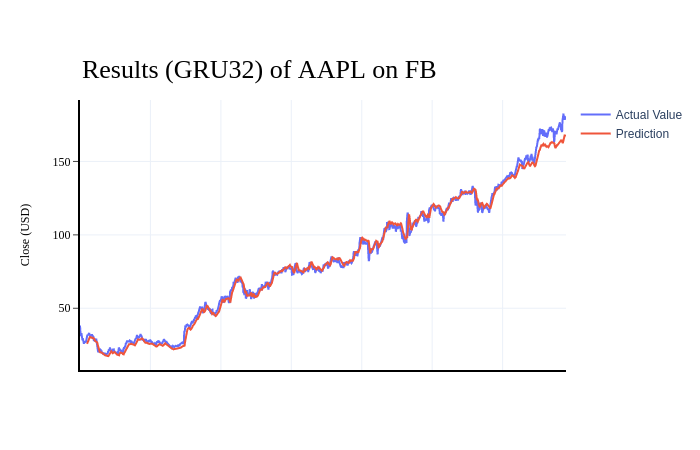 Results (GRU32) of AAPL on FB
Actual Value
Prediction
150
100
50
Close (USD)